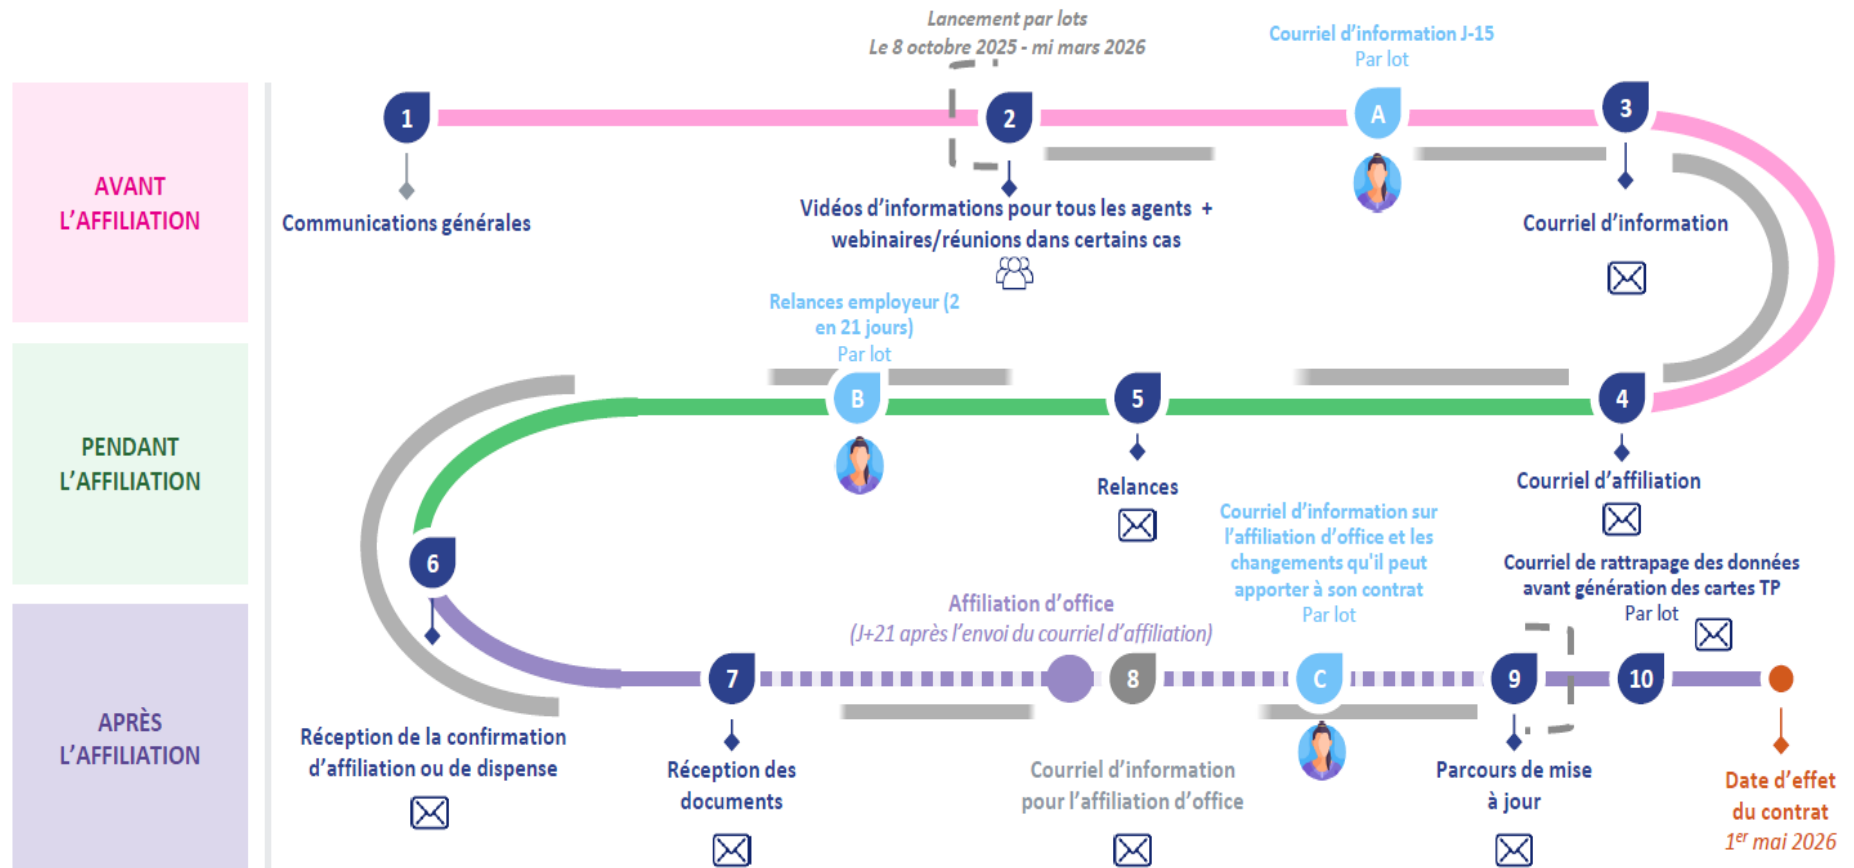 Lancement par lots
Le 8 octobre 2025 - mi mars 2026
Courriel d'information J-15
Par lot
AVANT
L'AFFILIATION
1
2
A
3
Communications générales
Vidéos d'informations pour tous les agents +
webinaires/réunions dans certains cas
Courriel d'information
Relances employeur (2
en 21 jours)
Par lot
PENDANT
L'AFFILIATION
B
5
4
Relances
Courriel d'affiliation
6
Courriel d'information sur
l'affiliation d'office et les
changements qu'il peut
apporter à son contrat
Par lot
Courriel de rattrapage des données
avant génération des cartes TP
Par lot
Affiliation d'office
(J+21 après l'envoi du courriel d'affiliation)
APRÈS
L'AFFILIATION
7
8
C
9
10
Réception de la confirmation
d'affiliation ou de dispense
Réception des
documents
Courriel d'information
pour l'affiliation d'office
Parcours de mise
à jour
Date d'effet
du contrat
1er mai 2026